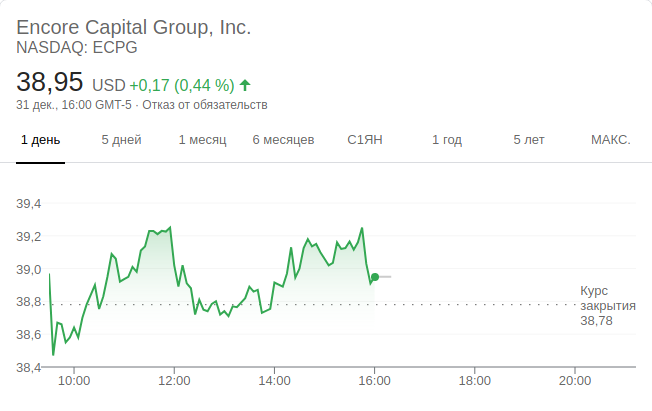 Encore Capital Group, Inc.
NASDAQ: ECPG
38,95 USD +0,17 (0,44 %)
31 дек., 16:00 GMT-5 · Отказ от обязательств
1 день 5 дней 1 месяц 6 месяцев С1ЯН 1 год 5 лет МАКС.
39,4
39,2
39,0
38,8
38,6
38,4
Курс
закрытия
38,78
10:00 12:00 14:00 16:00 18:00 20:00